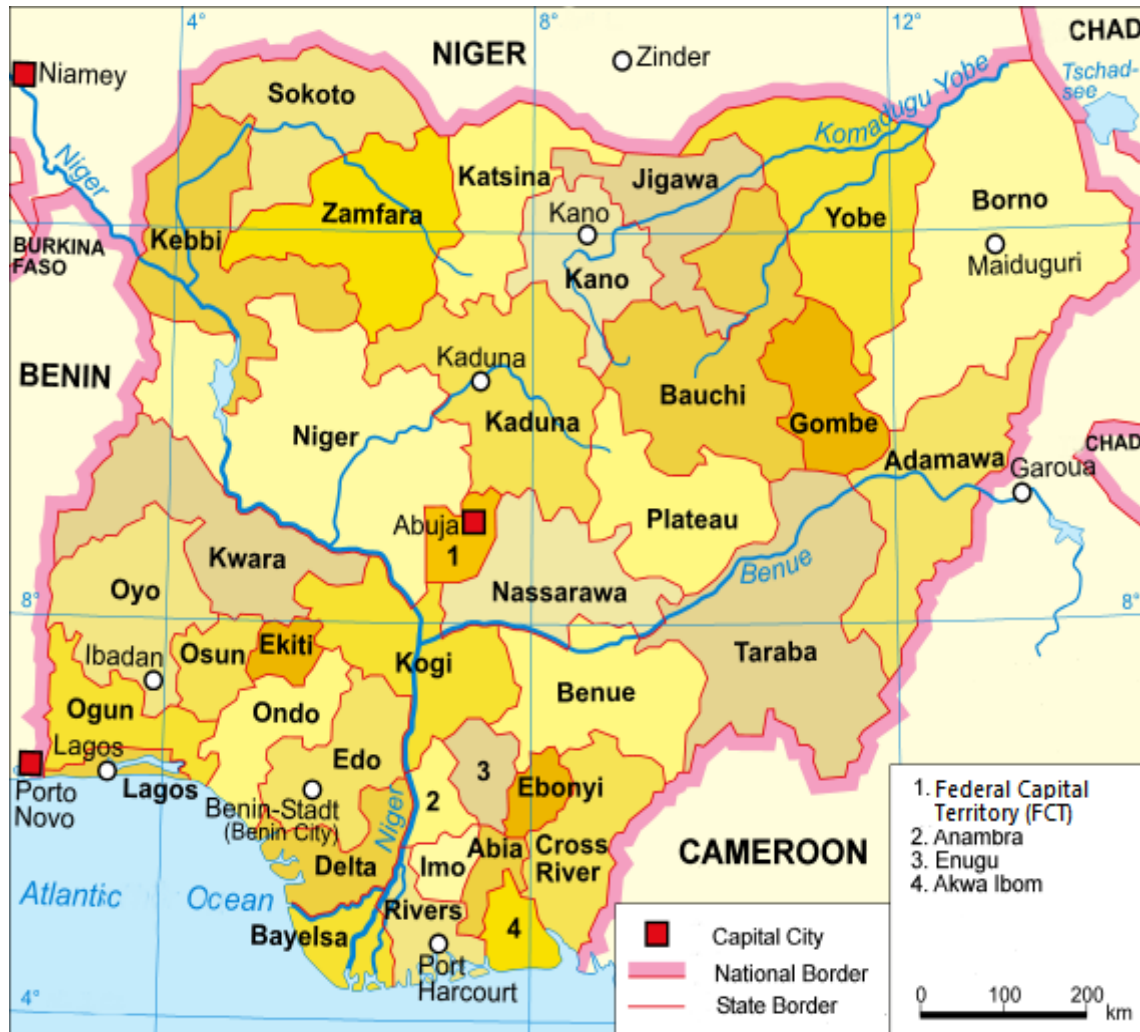 4°
8°
12°
NIGER
Zinder
CHAD
Niamey
Sokoto
Tschad-
see
Komadugu Yobe
Niger
Katsina
Jigawa
Zamfara
Kano
Yobe
Borno
Kebbi
BURKINA
FASO
Kano
Maiduguri
BENIN
Kaduna
Bauchi
Niger
Kaduna
Gombe
CHAD
Adamawa
Garoua
Abuja
Plateau
1
Kwara
Nassarawa
Benue
Oyo
8°
8°
Ekiti
Osun
Ibadan
Kogi
Taraba
Benue
Ogun
Ondo
Lagos
Edo
3
Ebonyi
Porto
Novo
Lagos
Benin-Stadt
(Benin City)
2
Niger
Abia
Cross
River
CAMEROON
Delta
Imo
Atlantic Ocean
Rivers
4
Bayelsa
Port
Harcourt
4°
1. Federal Capital
Territory (FCT)
2. Anambra
3. Enugu
4. Akwa Ibom
Capital City
National Border
State Border
0 100 200
km